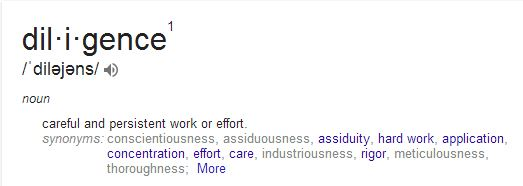 dil·i·gence1
/ˈdiləjəns/
noun
careful and persistent work or effort.
synonyms: conscientiousness, assiduousness, assiduity, hard work, application,
concentration, effort, care, industriousness, rigor, meticulousness,
thoroughness; More